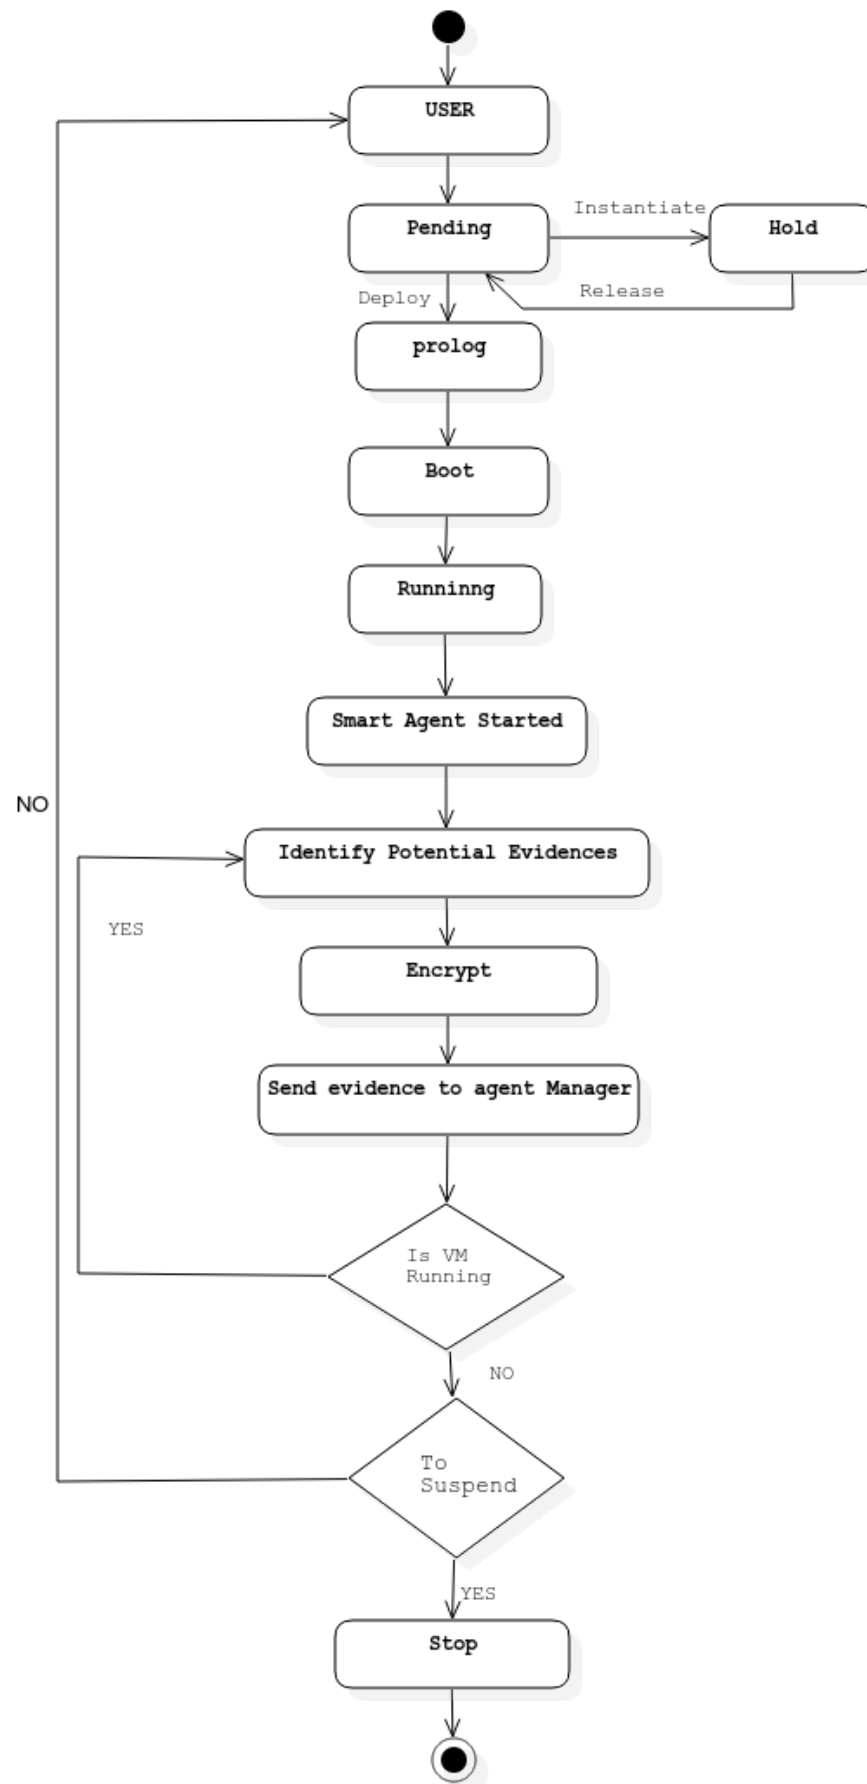 USER
Instantiate
Pending
Hold
Release
Deploy
prolog
Boot
Runninng
Smart Agent Started
NO
Identify Potential Evidences
YES
Encrypt
Send evidence to agent Manager
Is VM
Running
NO
To
Suspend
YES
Stop